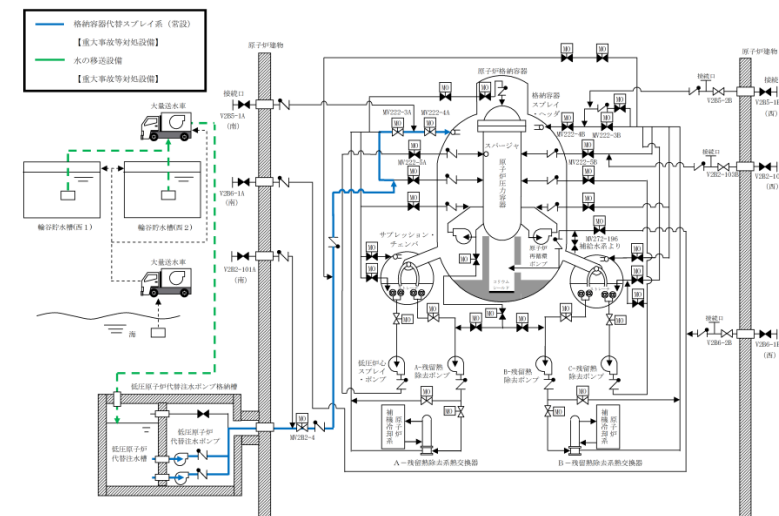 格納容器代替スプレイ系(常設)
【重大事故等対処設備】
水の移送設備
【重大事故等対処設備】
原子炉建物
原子炉建物
大量送水車
輪谷貯水槽(西1)
輪谷貯水槽(西2)
大量送水車
海
接続口
V2B5-1A
(南)
V2B6-1A
(南)
V2B2-101A
(南)
原子炉格納容器
格納容器
スプレイ
・ヘッダ
MV222-3A
MV222-4A
MV222-5A
MV222-4B
MV222-3B
MV222-5B
スパージャ
原子炉圧力容器
サプレッション・
チェンバ
原子炉
再循環
ポンプ
MV272-196
補給水系より
接続口
V2B5-2B
接続
V2B5-1B
(西)
接続口
V2B2-103B
(西)
接続口
V2B6-2B
V2B6-1B
(西)
低圧炉心
スプレイ
・ポンプ
A-残留熱
除去ポンプ
B-残留熱
除去ポンプ
C-残留熱
除去ポンプ
原子炉
補機冷却系
原子炉
補機冷却系
A-残留熱除去系熱交換器
B-残留熱除去系熱交換器
低圧原子炉代替注水ポンプ格納槽
低圧原子炉
代替注水ポンプ
低圧原子炉
代替注水槽
MV2B2-4